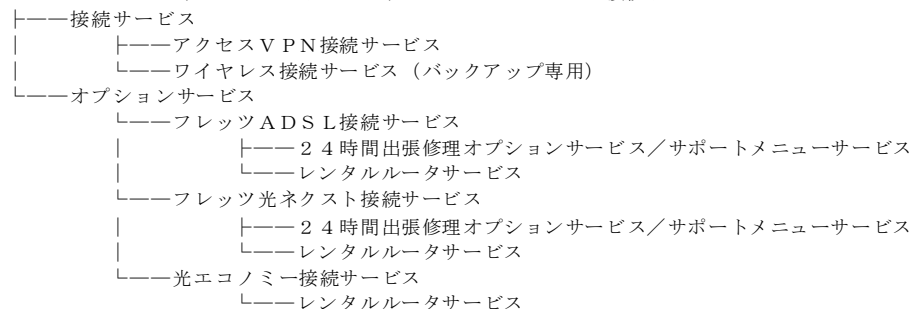 ├――接続サービス
│ ├――アクセスVPN接続サービス
│ └――ワイヤレス接続サービス(バックアップ専用)
└――オプションサービス
└――フレッツADSL接続サービス
│ ├――24時間出張修理オプションサービス/サポートメニューサービス
│ └――レンタルルータサービス
└――フレッツ光ネクスト接続サービス
│ ├――24時間出張修理オプションサービス/サポートメニューサービス
│ └――レンタルルータサービス
└――光エコノミー接続サービス
└――レンタルルータサービス